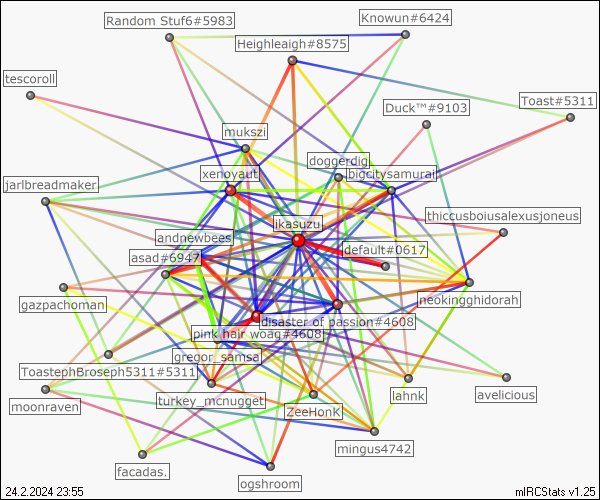 Random Stuf6#5983
Knowun#6424
Heighleaigh#8575
tescoroll
Duck™#9103
Toast#5311
mukszi
doggerdig
xenoyaut
bigcitysamurai
jarlbreadmaker
thiccusboiusalexusjoneus
ikasuzu
andnewbees
default#0617
asad#6947
gazpachoman
neokingghidorah
disaster of passion#4608
pink hair woag#4608
gregor_samsa
ToastephBroseph5311#5311
lahnk
avelicious
turkey_mcnugget
moonraven
ZeeHonK
mingus4742
facadas.
ogshroom
24.2.2024 23:55
mIRCStats v1.25